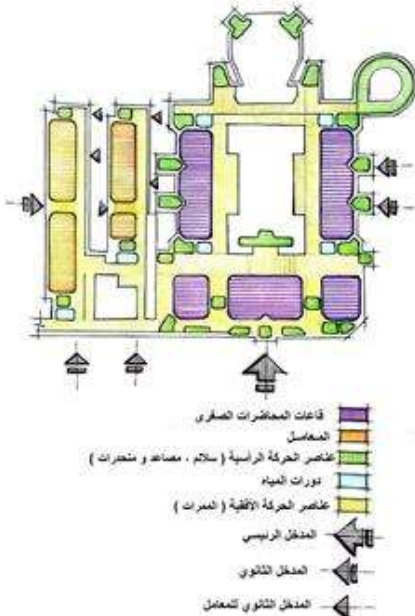 قاعات المحاضرات الصغرى
المعامل
عناصر الحركة الرأسية ( سلالم ، مصاعد و منحدرات )
دورات المياه
عناصر الحركة الأفقية ( الممرات )
المدخل الرئيسي
المدخل الثانوي
المدخل الثانوي للمعامل